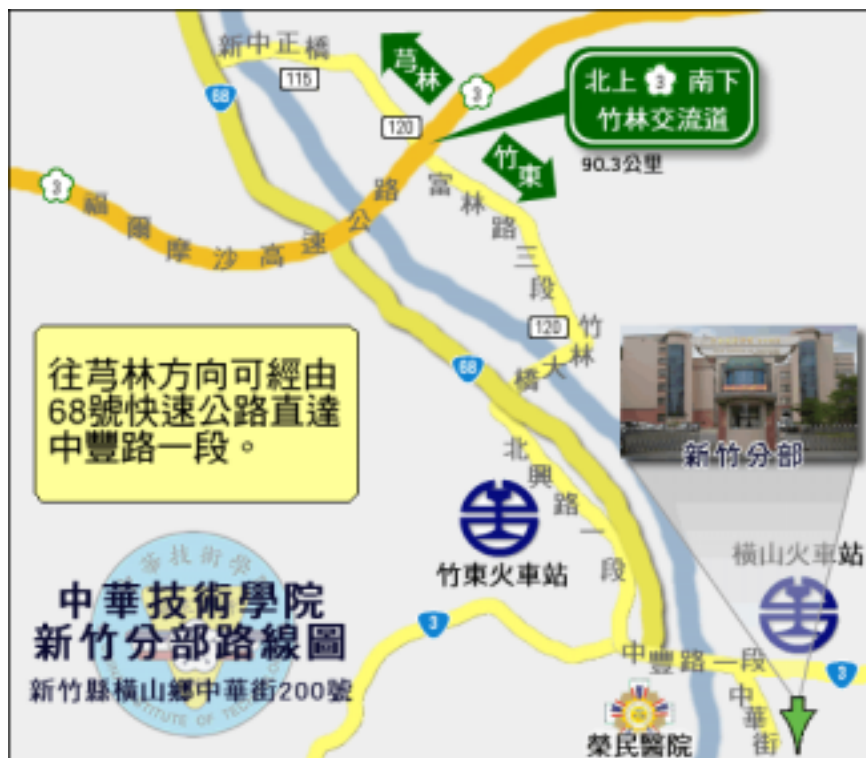 新中正橋
115
68
芎林
3
北上 3 南下
竹林交流道
90.3公里
120
竹東
3
福爾摩沙高速公路
富林路三段
120
竹林大橋
68
往芎林方向可經由
68號快速公路直達
中豐路一段。
北興路一段
新竹分部
竹東火車站
橫山火車站
中華技術學院
新竹分部路線圖
新竹縣橫山鄉中華街200號
3
中豐路一段
3
中華街
榮民醫院